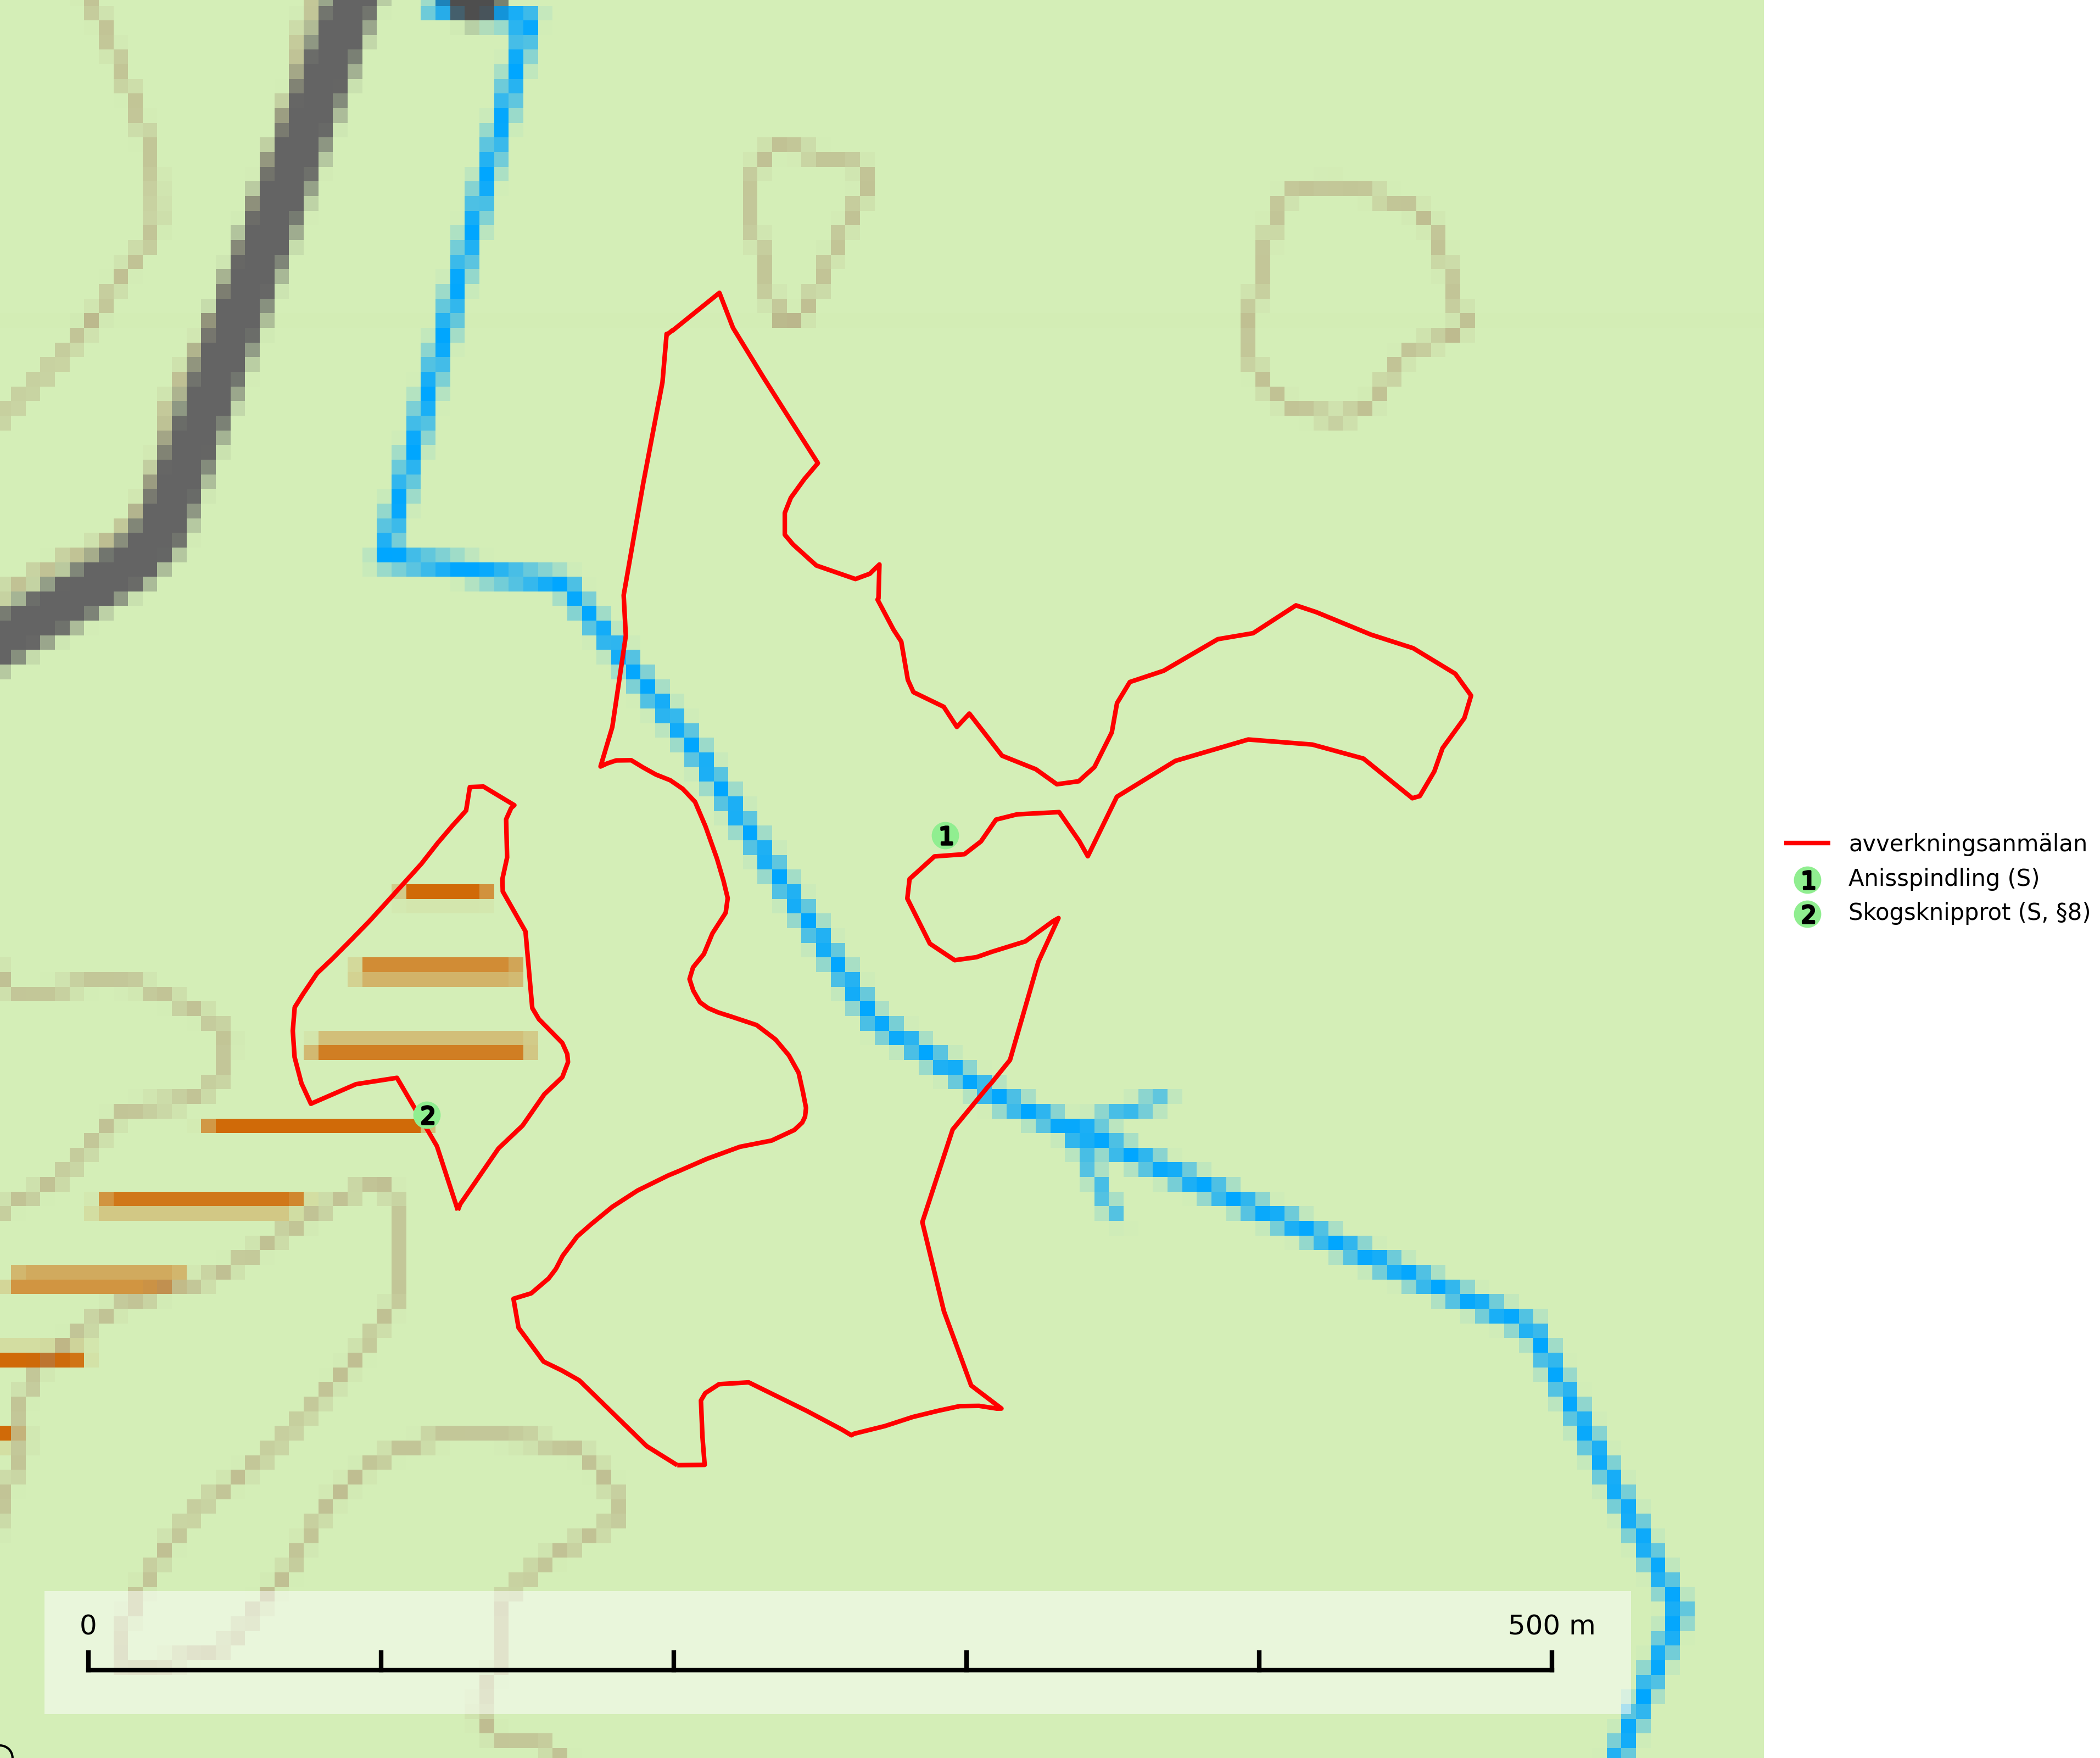 avverkningsanmälan
1 Anisspindling (S)
2 Skogsknipprot (S, §8)
1
2
0 500 m